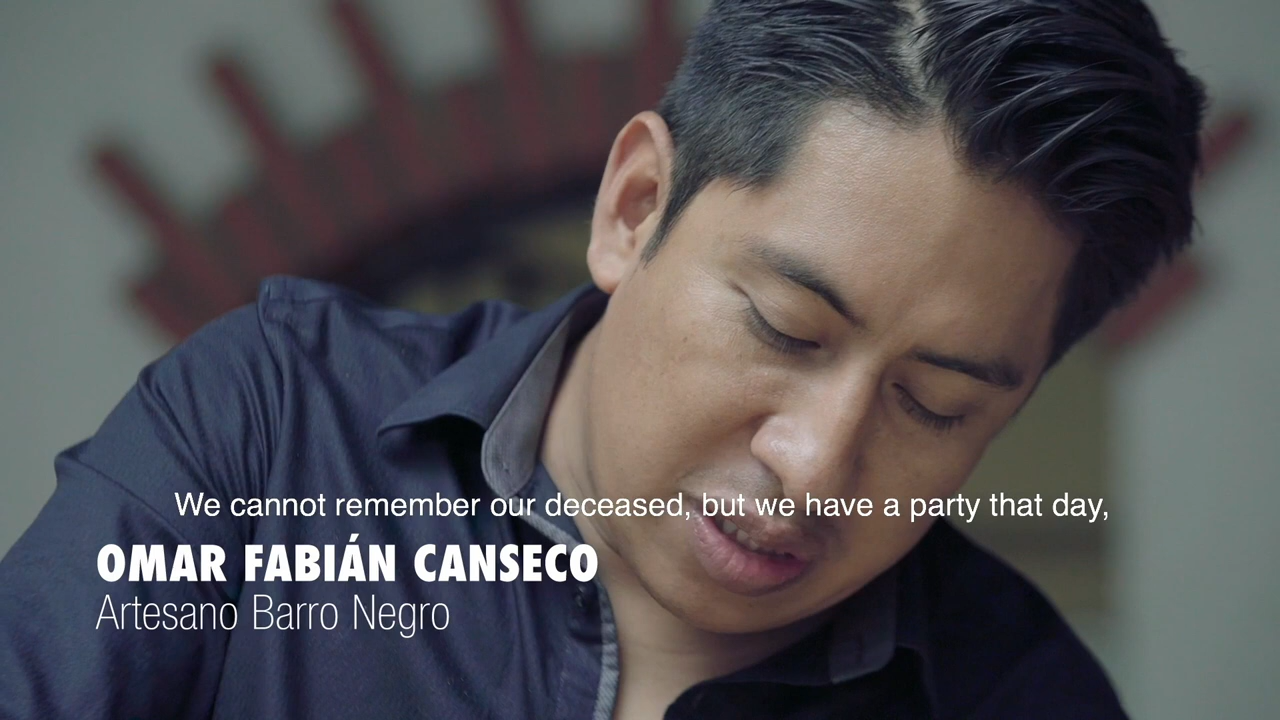 We cannot remember our deceased, but we have a party that day,
OMAR FABIÁN CANSECO
Artesano Barro Negro